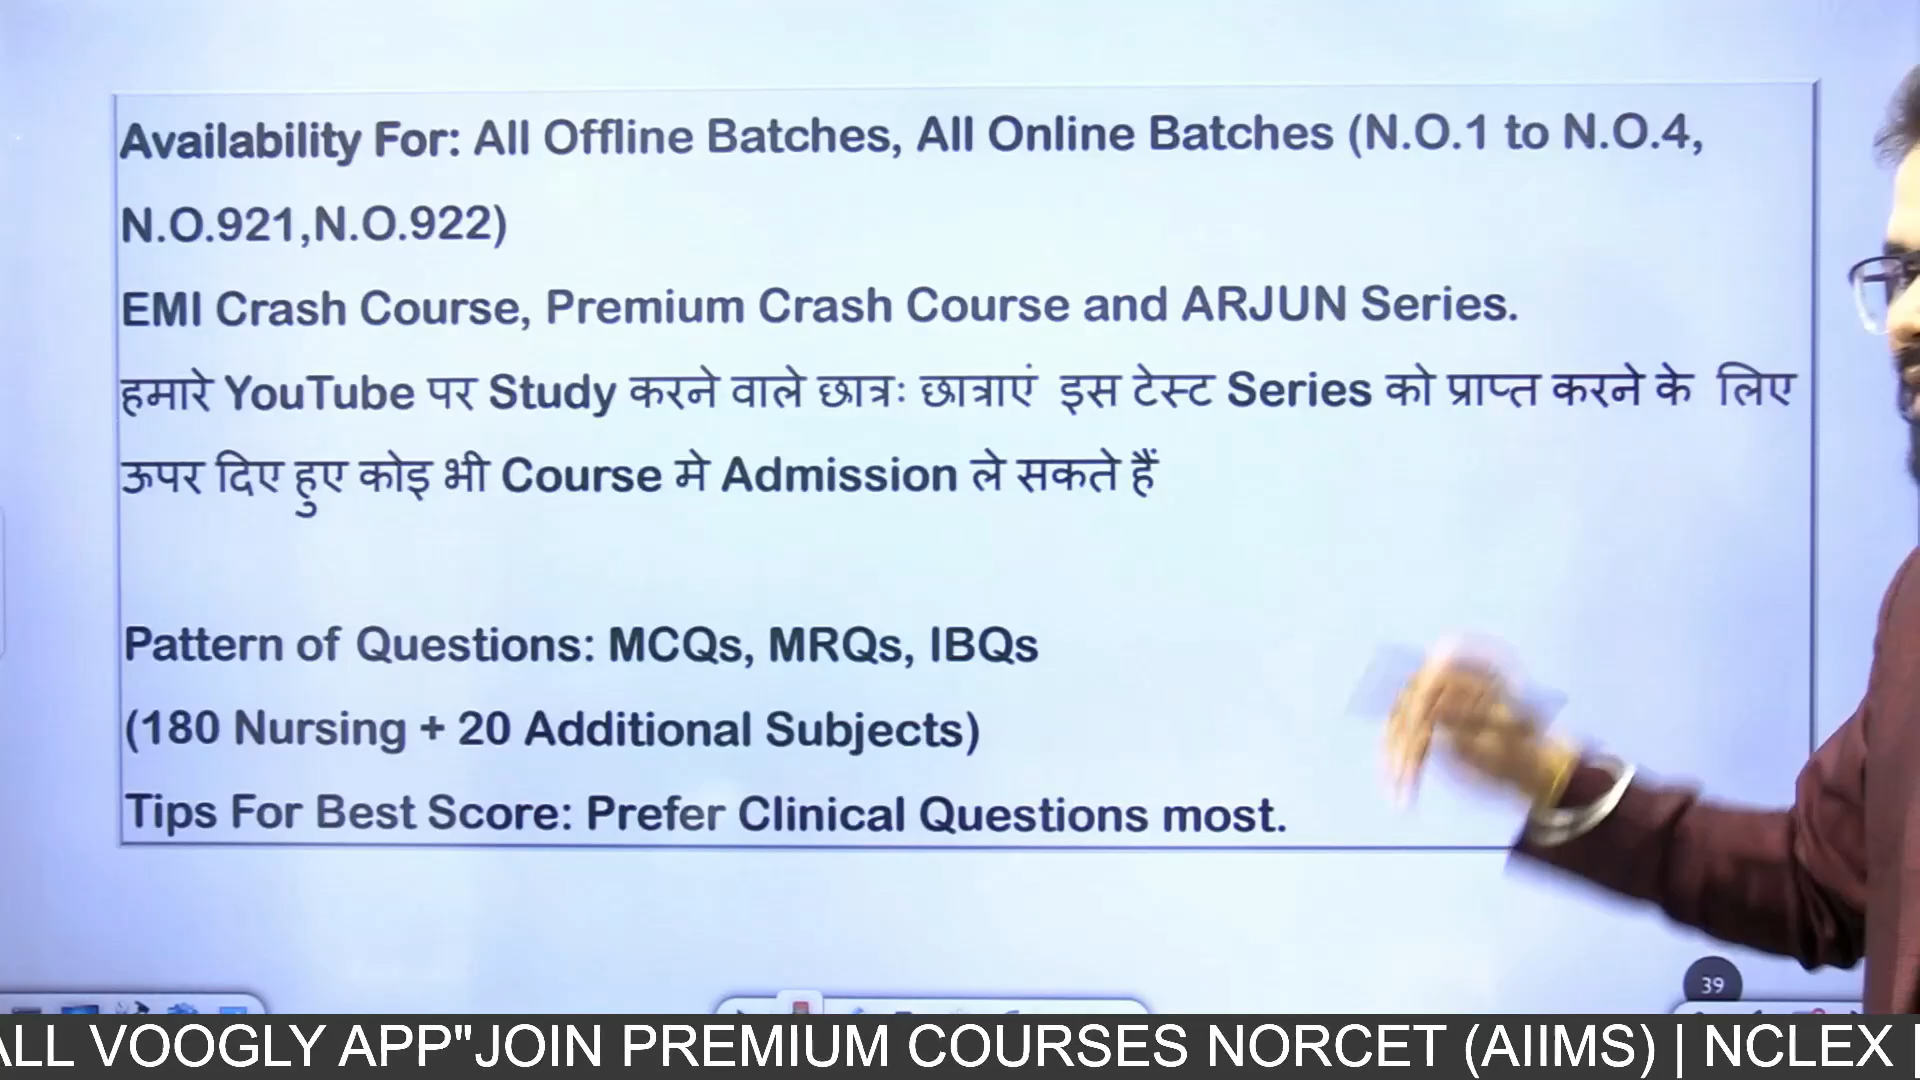 Availability For: All Offline Batches, All Online Batches (N.O.1 to N.O.4,
N.O.921,N.O.922)
EMI Crash Course, Premium Crash Course and ARJUN Series.
हमारे YouTube पर Study करने वाले छात्रः छात्राएं इस टेस्ट Series को प्राप्त करने के लिए
ऊपर दिए हुए कोइ भी Course मे Admission ले सकते हैं
Pattern of Questions: MCQs, MRQs, IBQs
(180 Nursing + 20 Additional Subjects)
Tips For Best Score: Prefer Clinical Questions most.
39
ALL VOOGLY APP"JOIN PREMIUM COURSES NORCET (AIIMS) | NCLEX |